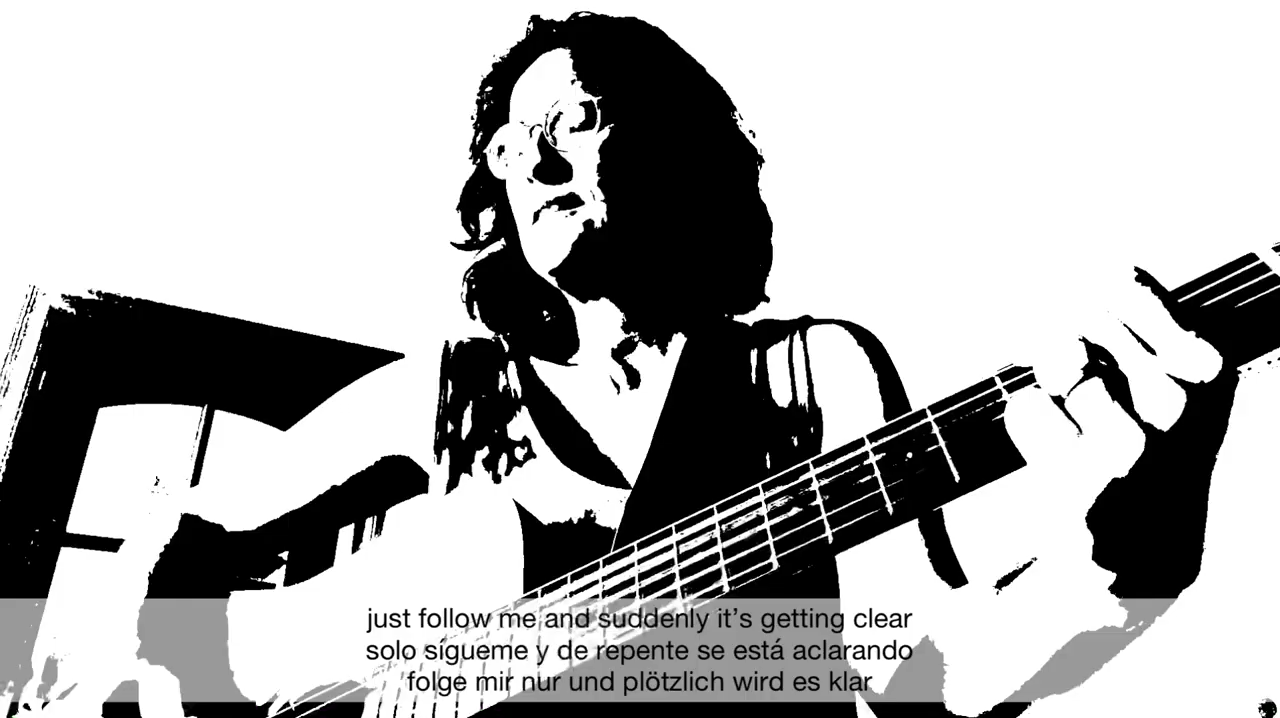 just follow me and suddenly it’s getting clear
solo sígueme y de repente se está aclarando
folge mir nur und plötzlich wird es klar